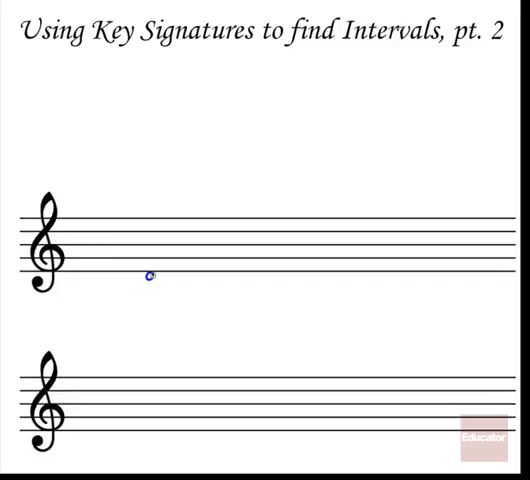 Using Key Signatures to find Intervals, pt. 2
Educator